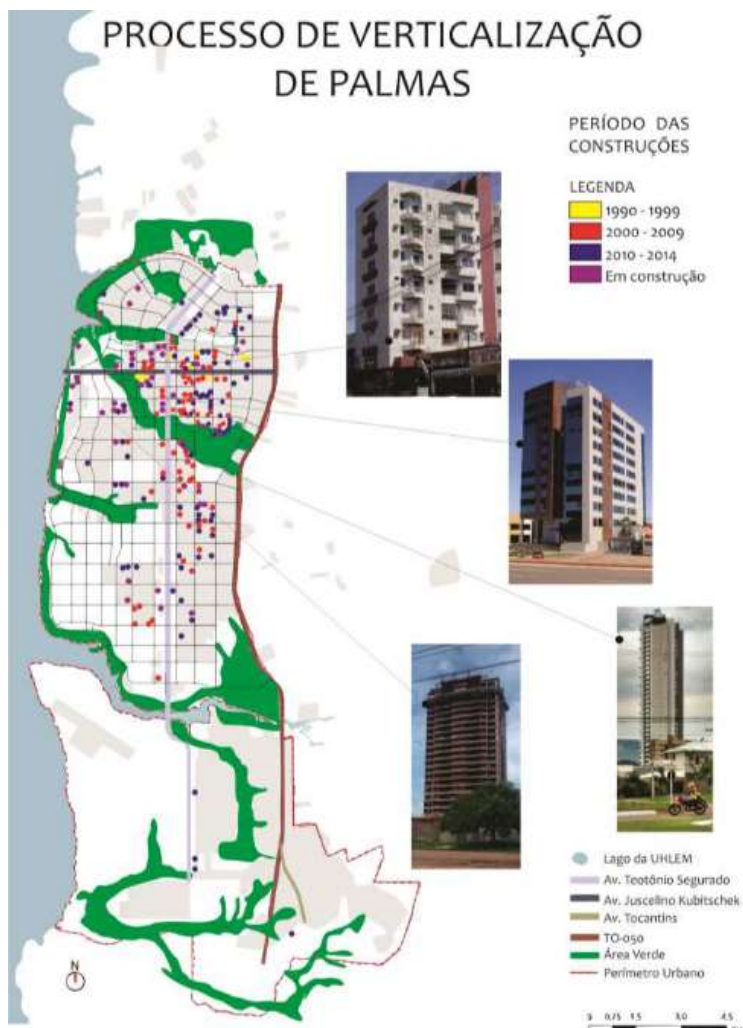 PROCESSO DE VERTICALIZAÇÃO
DE PALMAS
PERÍODO DAS
CONSTRUÇÕES
LEGENDA
1990 - 1999
2000 - 2009
2010 - 2014
Em construção
Lago da UHLEM
Av. Teotônio Segurado
Av. Juscelino Kubitschek
Av. Tocantins
TO-050
Área Verde
Perímetro Urbano
N
0,75 1,5 3,0 4,5